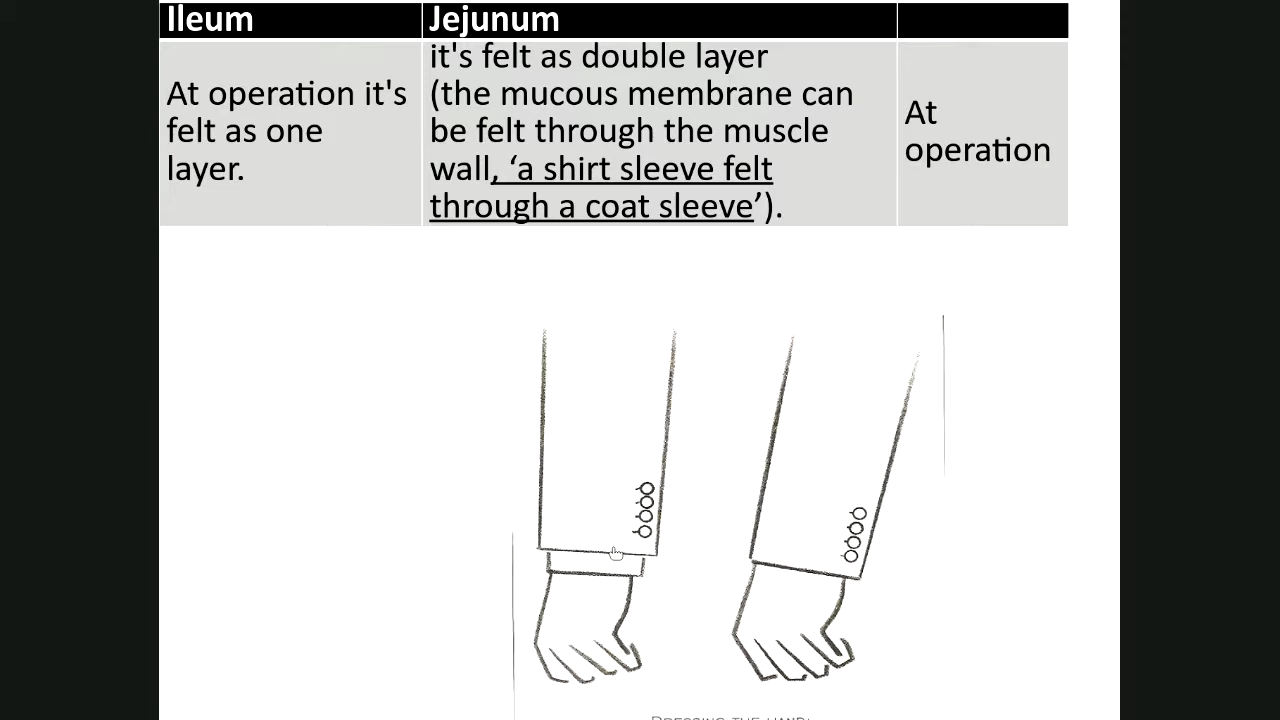 Ileum
Jejunum
At operation it's
felt as one
layer.
it's felt as double layer
(the mucous membrane can
be felt through the muscle
wall, ‘a shirt sleeve felt
through a coat sleeve’).
At
operation